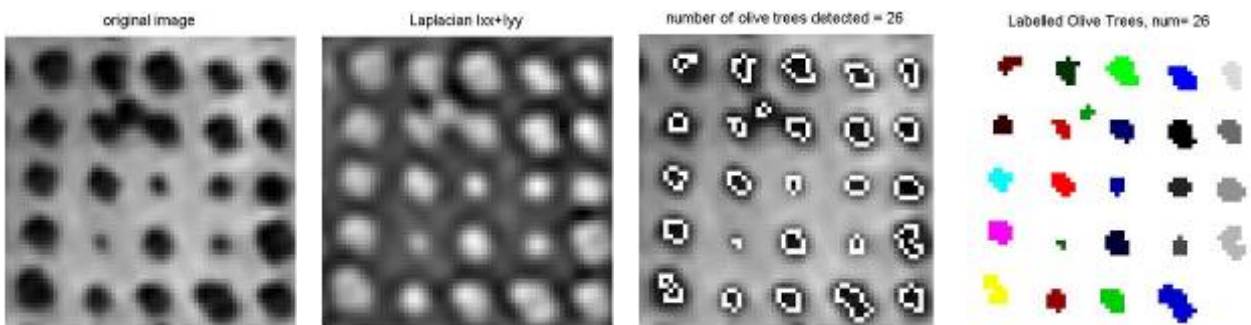 original image
Laplacian Ixx+Iyy
number of olive trees detected = 26
Labelled Olive Trees, num= 26